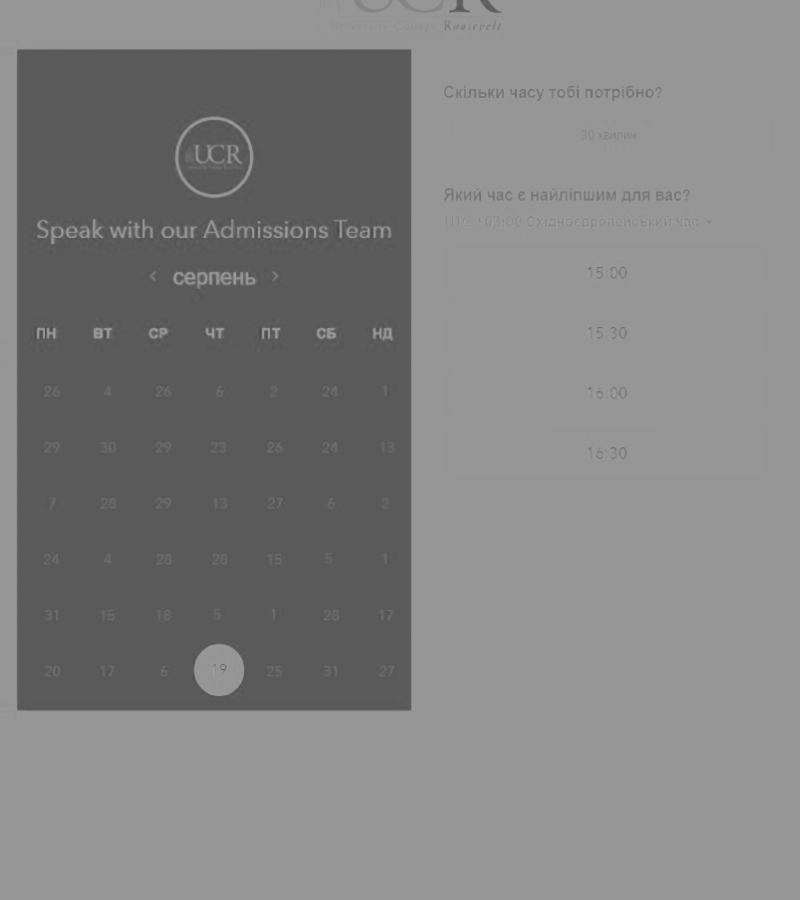 UCR
University College Roosevelt
UCR
Speak with our Admissions Team
‹ серпень ›
ПН ВТ СР ЧТ ПТ СБ НД
26 4 26 6 2 24 1
29 30 29 23 26 24 13
7 28 29 13 27 6 2
24 4 28 28 15 5 1
31 15 18 5 1 28 17
20 17 6 19 25 31 27
Скільки часу тобі потрібно?
30 хвилин
Який час є найліпшим для вас?
UTC +03:00 Східноєвропейський час
15:00
15:30
16:00
16:30